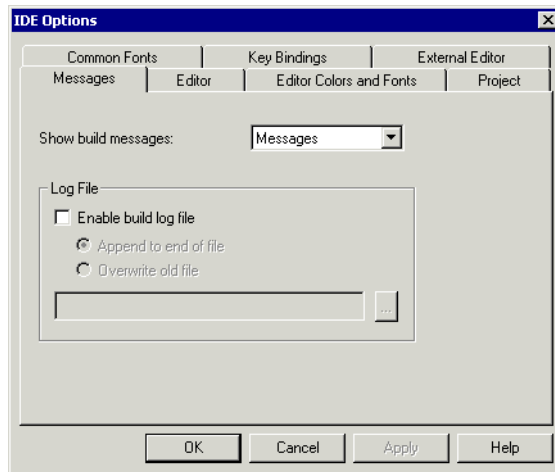 IDE Options
Common Fonts Key Bindings External Editor
Messages Editor Editor Colors and Fonts Project
Show build messages: Messages
Log File
Enable build log file
Append to end of file
Overwrite old file
...
OK Cancel Apply Help